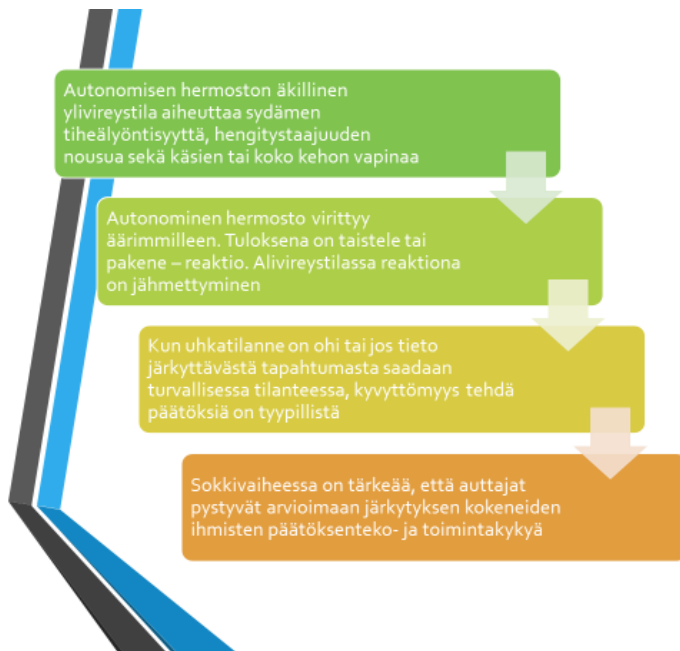 Autonomisen hermoston äkillinen
ylivireystila aiheuttaa sydämen
tiheälyöntisyyttä, hengitystaajuuden
nousua sekä käsien tai koko kehon vapinaa
Autonominen hermosto virittyy
äärimmilleen. Tuloksena on taistele tai
pakene – reaktio. Alivireystilassa reaktiona
on jähmettyminen
Kun uhkatilanne on ohi tai jos tieto
järkyttävästä tapahtumasta saadaan
turvallisessa tilanteessa, kyvyttömyys tehdä
päätöksiä on tyypillistä
Sokkivaiheessa on tärkeää, että auttajat
pystyvät arvioimaan järkytyksen kokeneiden
ihmisten päätöksenteko- ja toimintakykyä